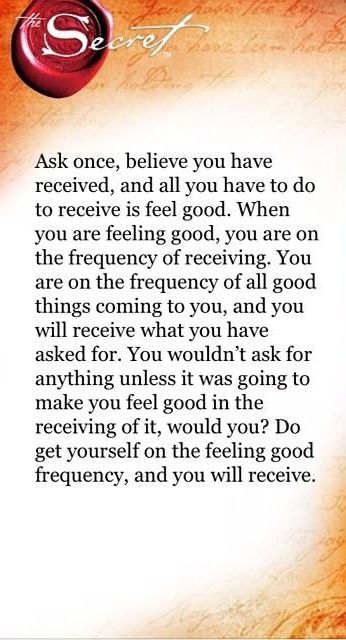 the Secret™
Ask once, believe you have
received, and all you have to do
to receive is feel good. When
you are feeling good, you are on
the frequency of receiving. You
are on the frequency of all good
things coming to you, and you
will receive what you have
asked for. You wouldn’t ask for
anything unless it was going to
make you feel good in the
receiving of it, would you? Do
get yourself on the feeling good
frequency, and you will receive.